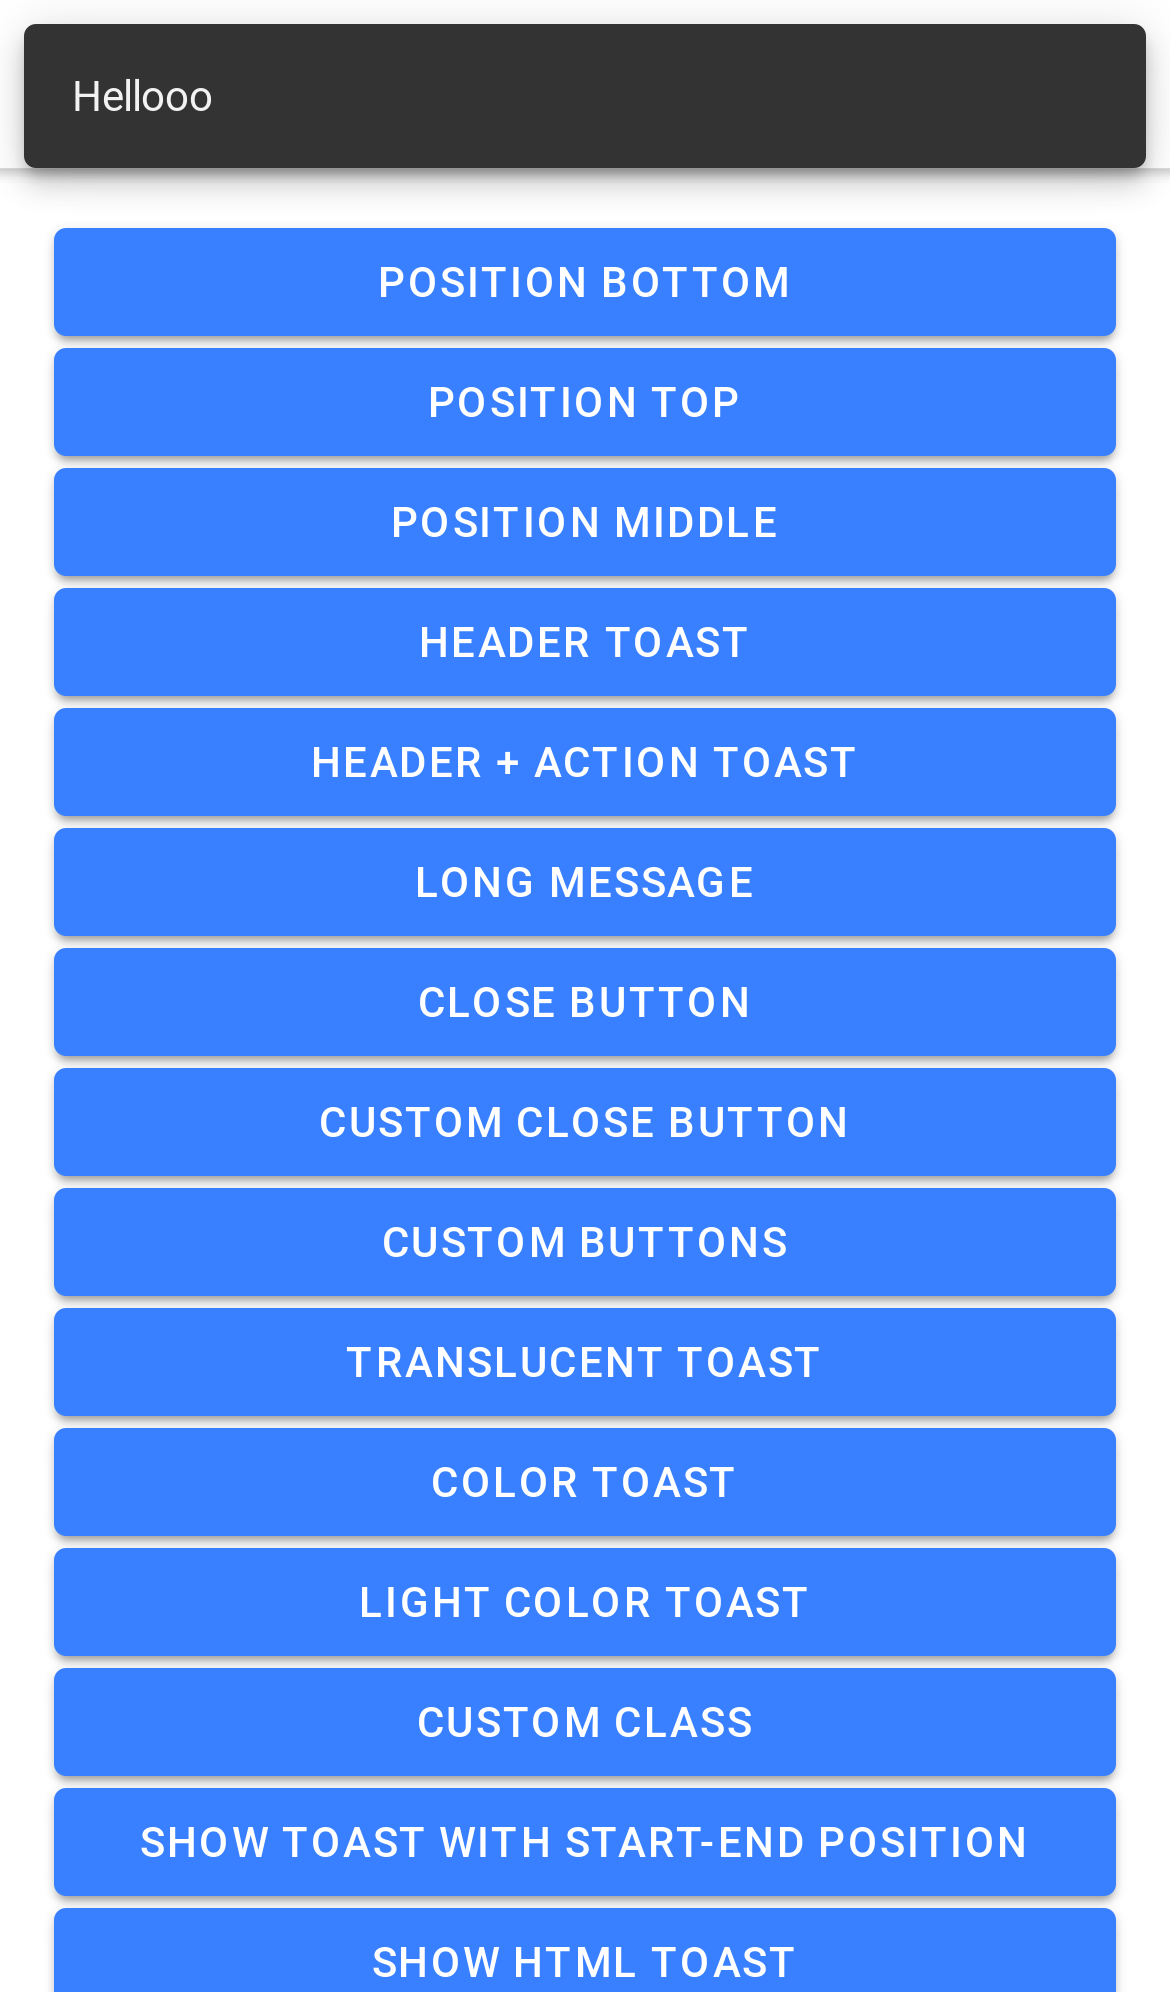 Hellooo
POSITION BOTTOM
POSITION TOP
POSITION MIDDLE
HEADER TOAST
HEADER + ACTION TOAST
LONG MESSAGE
CLOSE BUTTON
CUSTOM CLOSE BUTTON
CUSTOM BUTTONS
TRANSLUCENT TOAST
COLOR TOAST
LIGHT COLOR TOAST
CUSTOM CLASS
SHOW TOAST WITH START-END POSITION
SHOW HTML TOAST